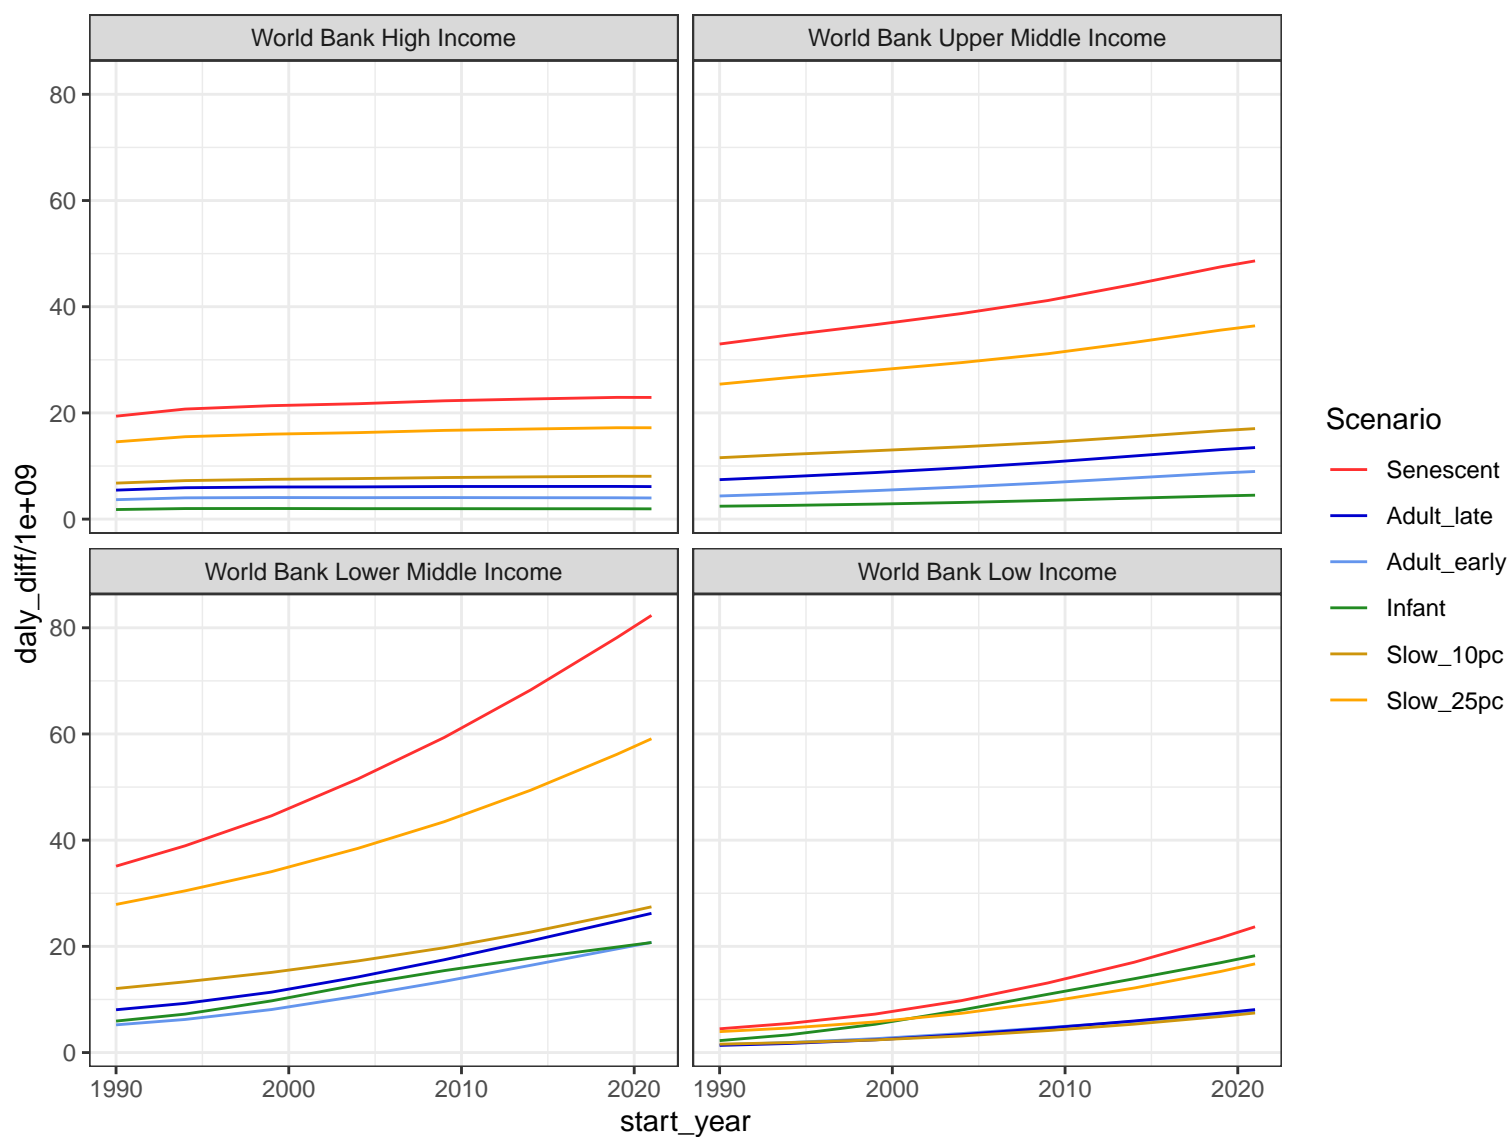 World Bank High Income
World Bank Upper Middle Income
80
60
40
20
0
World Bank Lower Middle Income
World Bank Low Income
80
60
40
20
0
1990
2000
2010
2020
1990
2000
2010
2020
start_year
daly_diff/1e+09
Scenario
Senescent
Adult_late
Adult_early
Infant
Slow_10pc
Slow_25pc